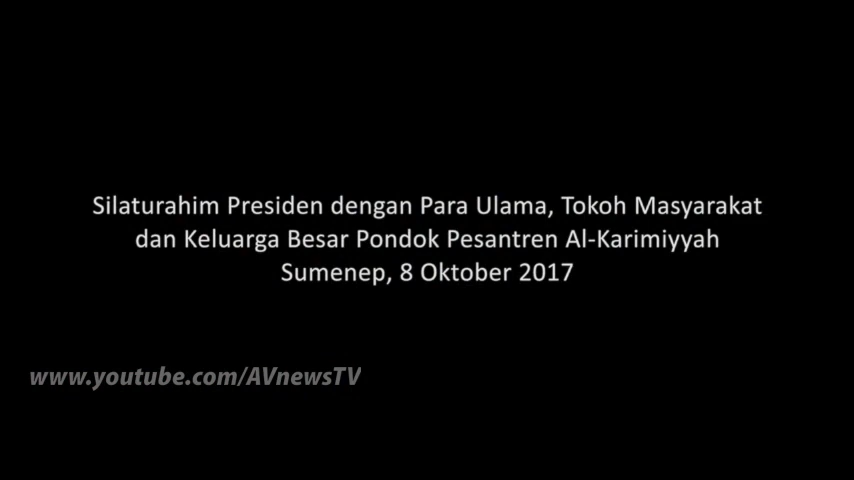 Silaturahim Presiden dengan Para Ulama, Tokoh Masyarakat
dan Keluarga Besar Pondok Pesantren Al-Karimiyyah
Sumenep, 8 Oktober 2017
www.youtube.com/AVnewsTV